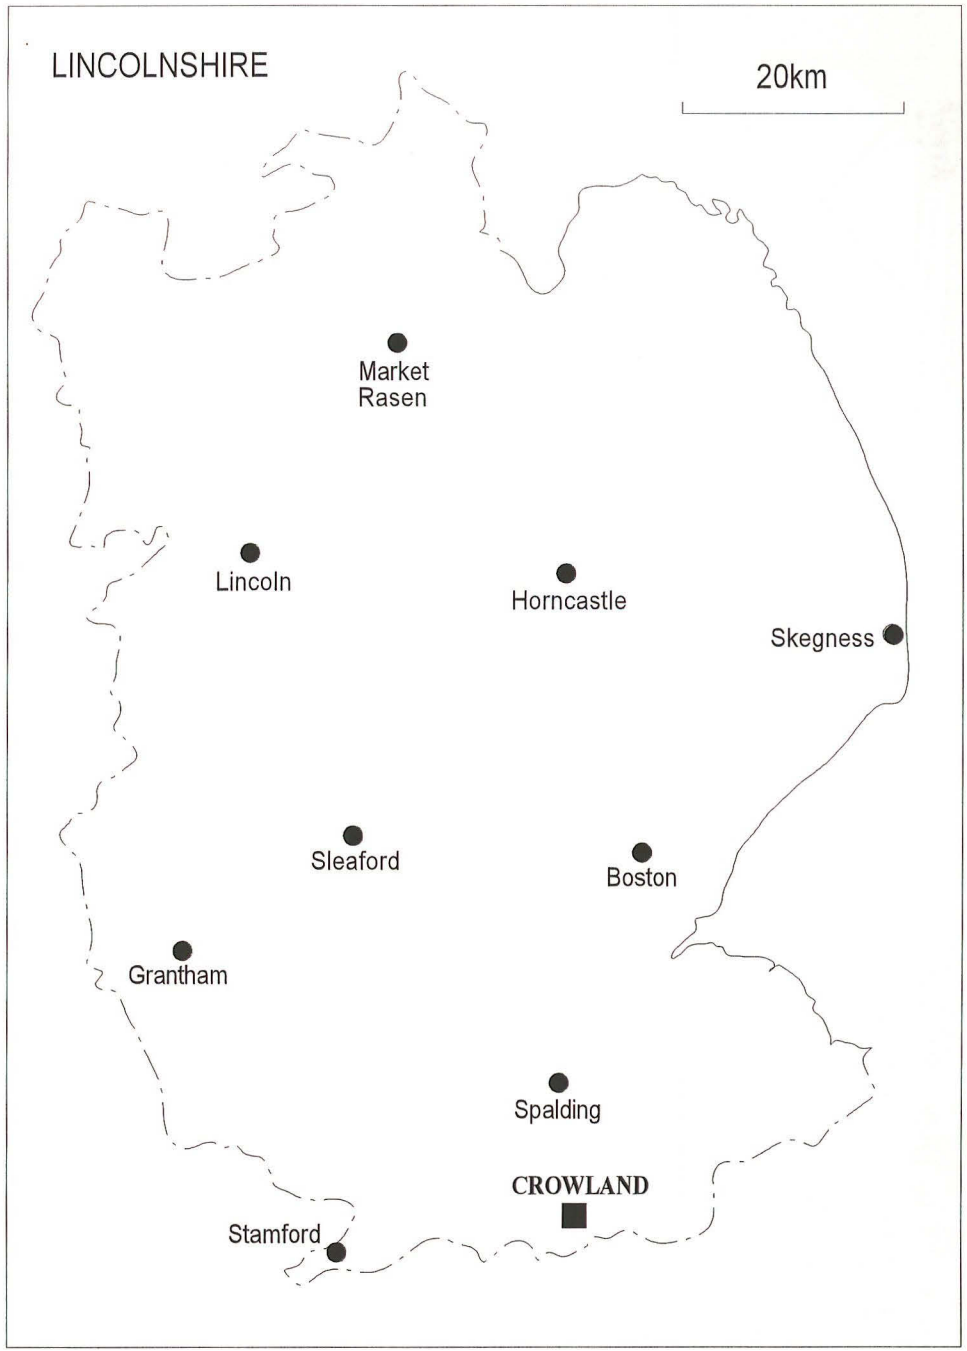 LINCOLNSHIRE
20km
Market
Rasen
Lincoln
Horncastle
Skegness
Sleaford
Boston
Grantham
Spalding
CROWLAND
Stamford